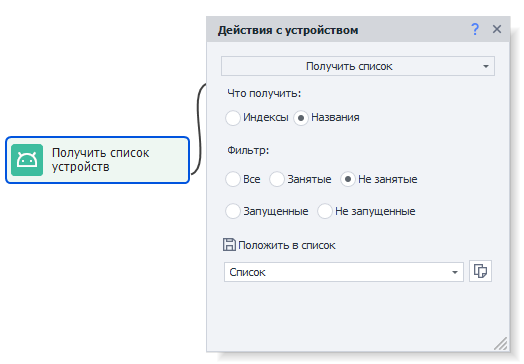 Действия с устройством ? ×
Получить список
Что получить:
Индексы Названия
Получить список
устройств
Фильтр:
Все Занятые Не занятые
Запущенные Не запущенные
Положить в список
Список